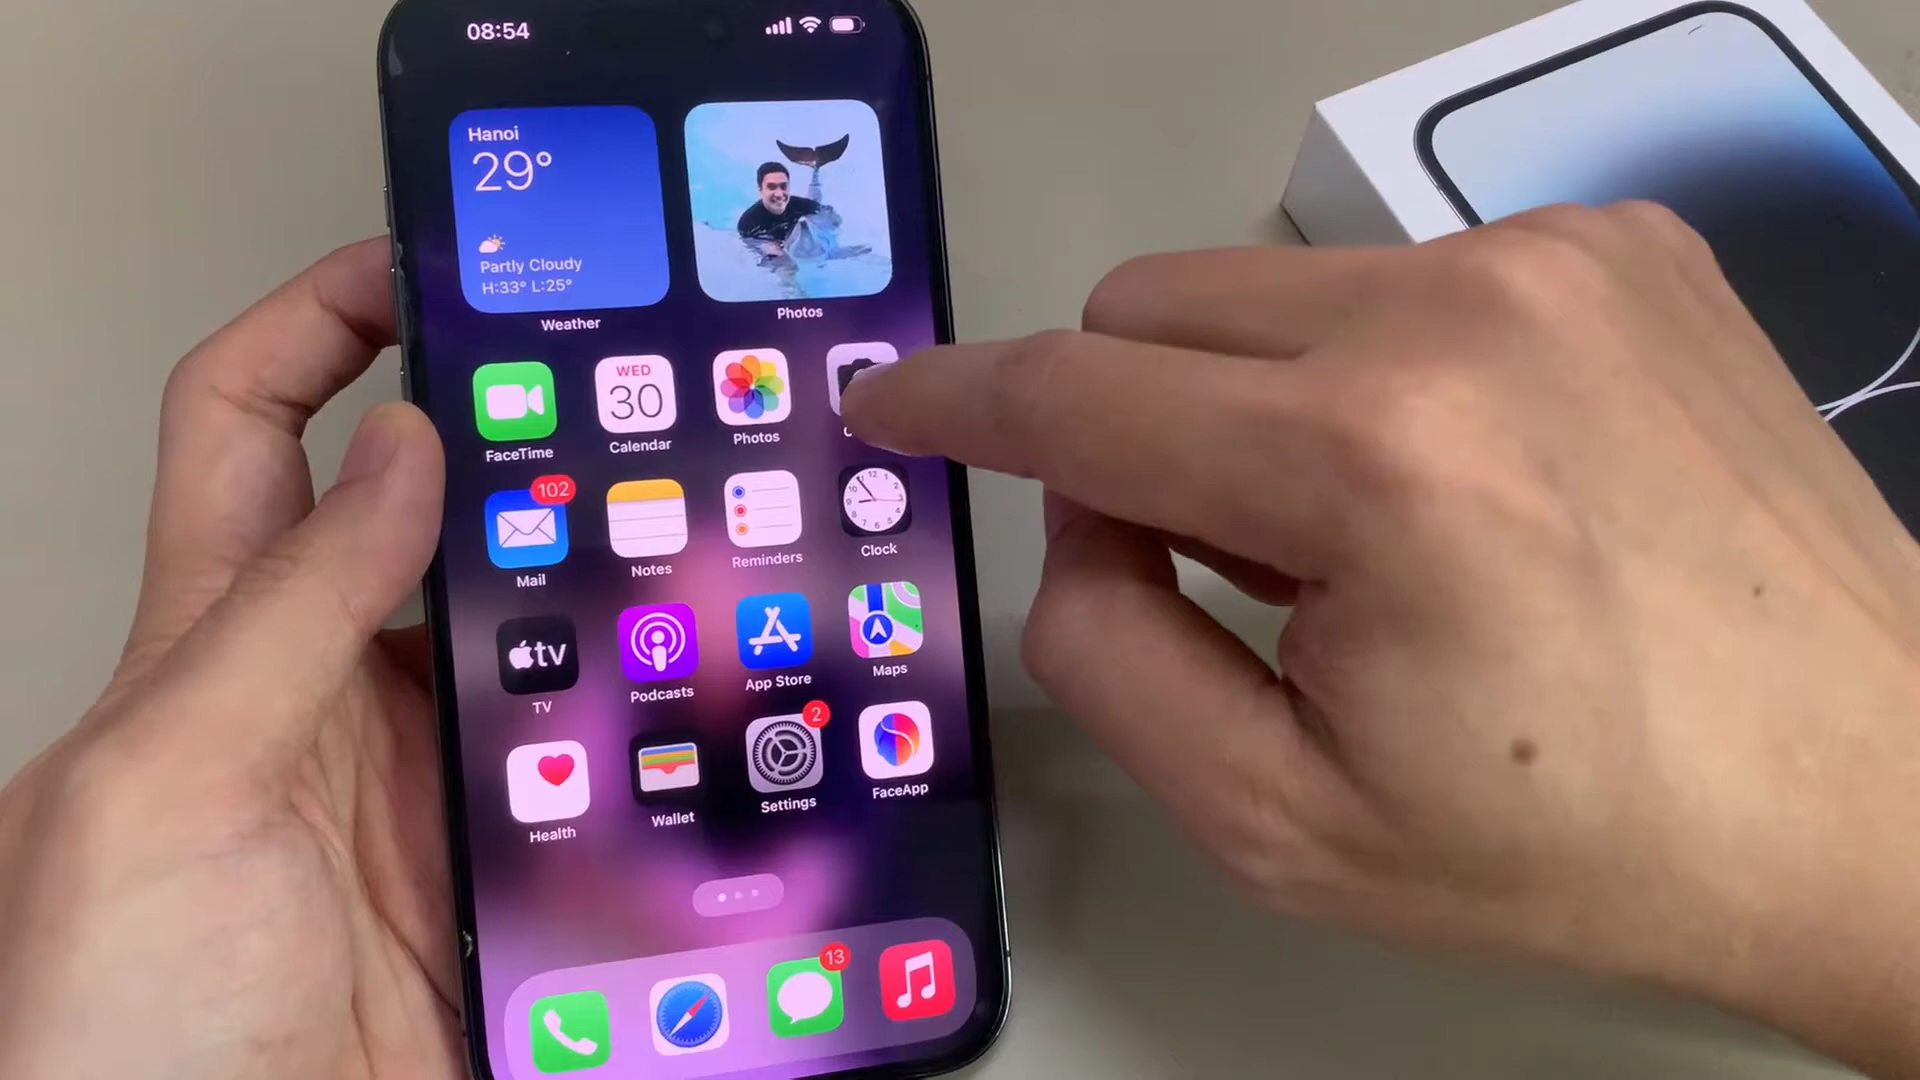 08:54
Hanoi
29°
Partly Cloudy
H:33° L:25°
Weather
Photos
WED
30
FaceTime
Calendar
Photos
102
12
Mail
Notes
Reminders
Clock
tv
TV
Podcasts
App Store
Maps
2
Health
Wallet
Settings
FaceApp
13